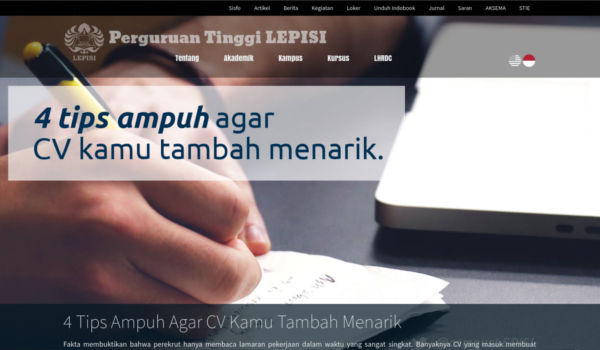 Sisfo Artikel Berita Kegiatan Loker Unduh Indobook Jurnal Saran AKSEMA STIE
Perguruan Tinggi LEPISI
LEPISI
Tentang Akademik Kampus Kursus LHRDC
4 tips ampuh agar
CV kamu tambah menarik.
4 Tips Ampuh Agar CV Kamu Tambah Menarik
Fakta membuktikan bahwa perekrut hanya membaca lamaran pekerjaan dalam waktu yang sangat singkat. Banyaknya CV yang masuk membuat